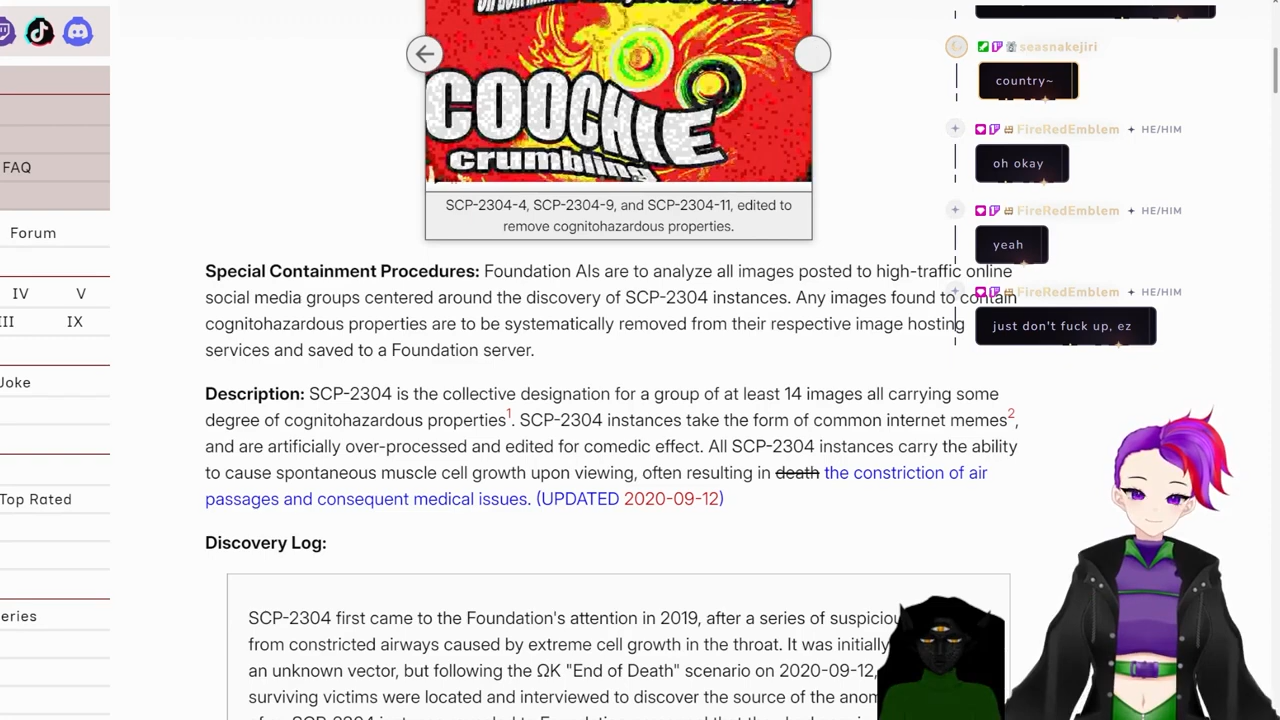 COOCHIE
crumbling
SCP-2304-4, SCP-2304-9, and SCP-2304-11, edited to
remove cognitohazardous properties.
Special Containment Procedures: Foundation AIs are to analyze all images posted to high-traffic online
social media groups centered around the discovery of SCP-2304 instances. Any images found to contain
cognitohazardous properties are to be systematically removed from their respective image hosting
services and saved to a Foundation server.
Description: SCP-2304 is the collective designation for a group of at least 14 images all carrying some
degree of cognitohazardous properties1. SCP-2304 instances take the form of common internet memes2,
and are artificially over-processed and edited for comedic effect. All SCP-2304 instances carry the ability
to cause spontaneous muscle cell growth upon viewing, often resulting in death the constriction of air
passages and consequent medical issues. (UPDATED 2020-09-12)
Discovery Log:
SCP-2304 first came to the Foundation's attention in 2019, after a series of
from constricted airways caused by extreme cell growth in the throat. It was initially
an unknown vector, but following the ΩK "End of Death" scenario on 2020-09-12,
surviving victims were located and interviewed to discover the source of the
FAQ
Forum
IV V
IX
Joke
Top Rated
seasnakejiri
country~
FireRedEmblem + HE/HIM
oh okay
FireRedEmblem + HE/HIM
yeah
FireRedEmblem + HE/HIM
just don't fuck up, ez